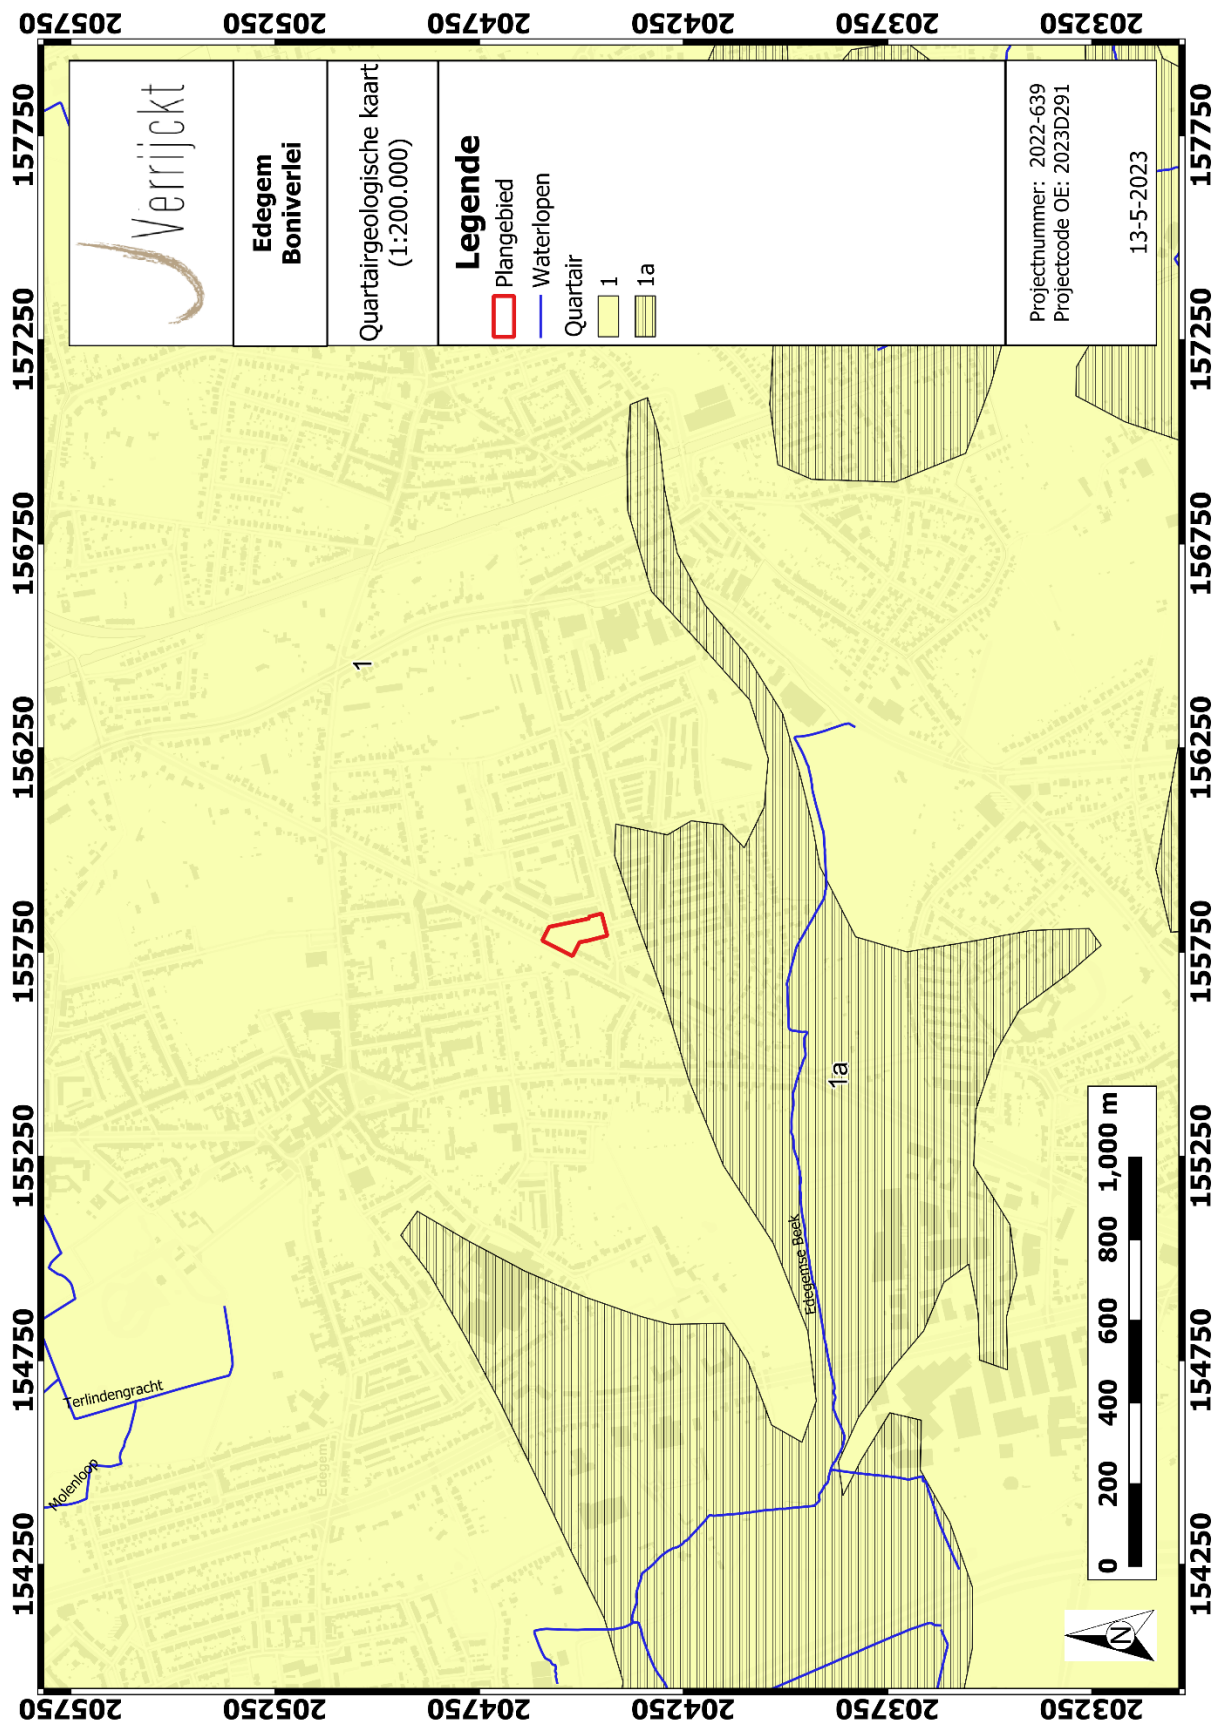 154250
154750
155250
155750
156250
156750
157250
157750
205750
205250
204750
204250
203750
203250
205750
205250
204750
204250
203750
203250
154250
154750
155250
155750
156250
156750
157250
157750
Verrijckt
Edegem
Boniverlei
Quartairgeologische kaart
(1:200.000)
Legende
Plangebied
Waterlopen
Quartair
1
1a
Projectnummer: 2022-639
Projectcode OE: 2023D291
13-5-2023
Molenloop
Terlindengracht
Edegem
1
Edegemse Beek
1a
N
0 200 400 600 800 1,000 m